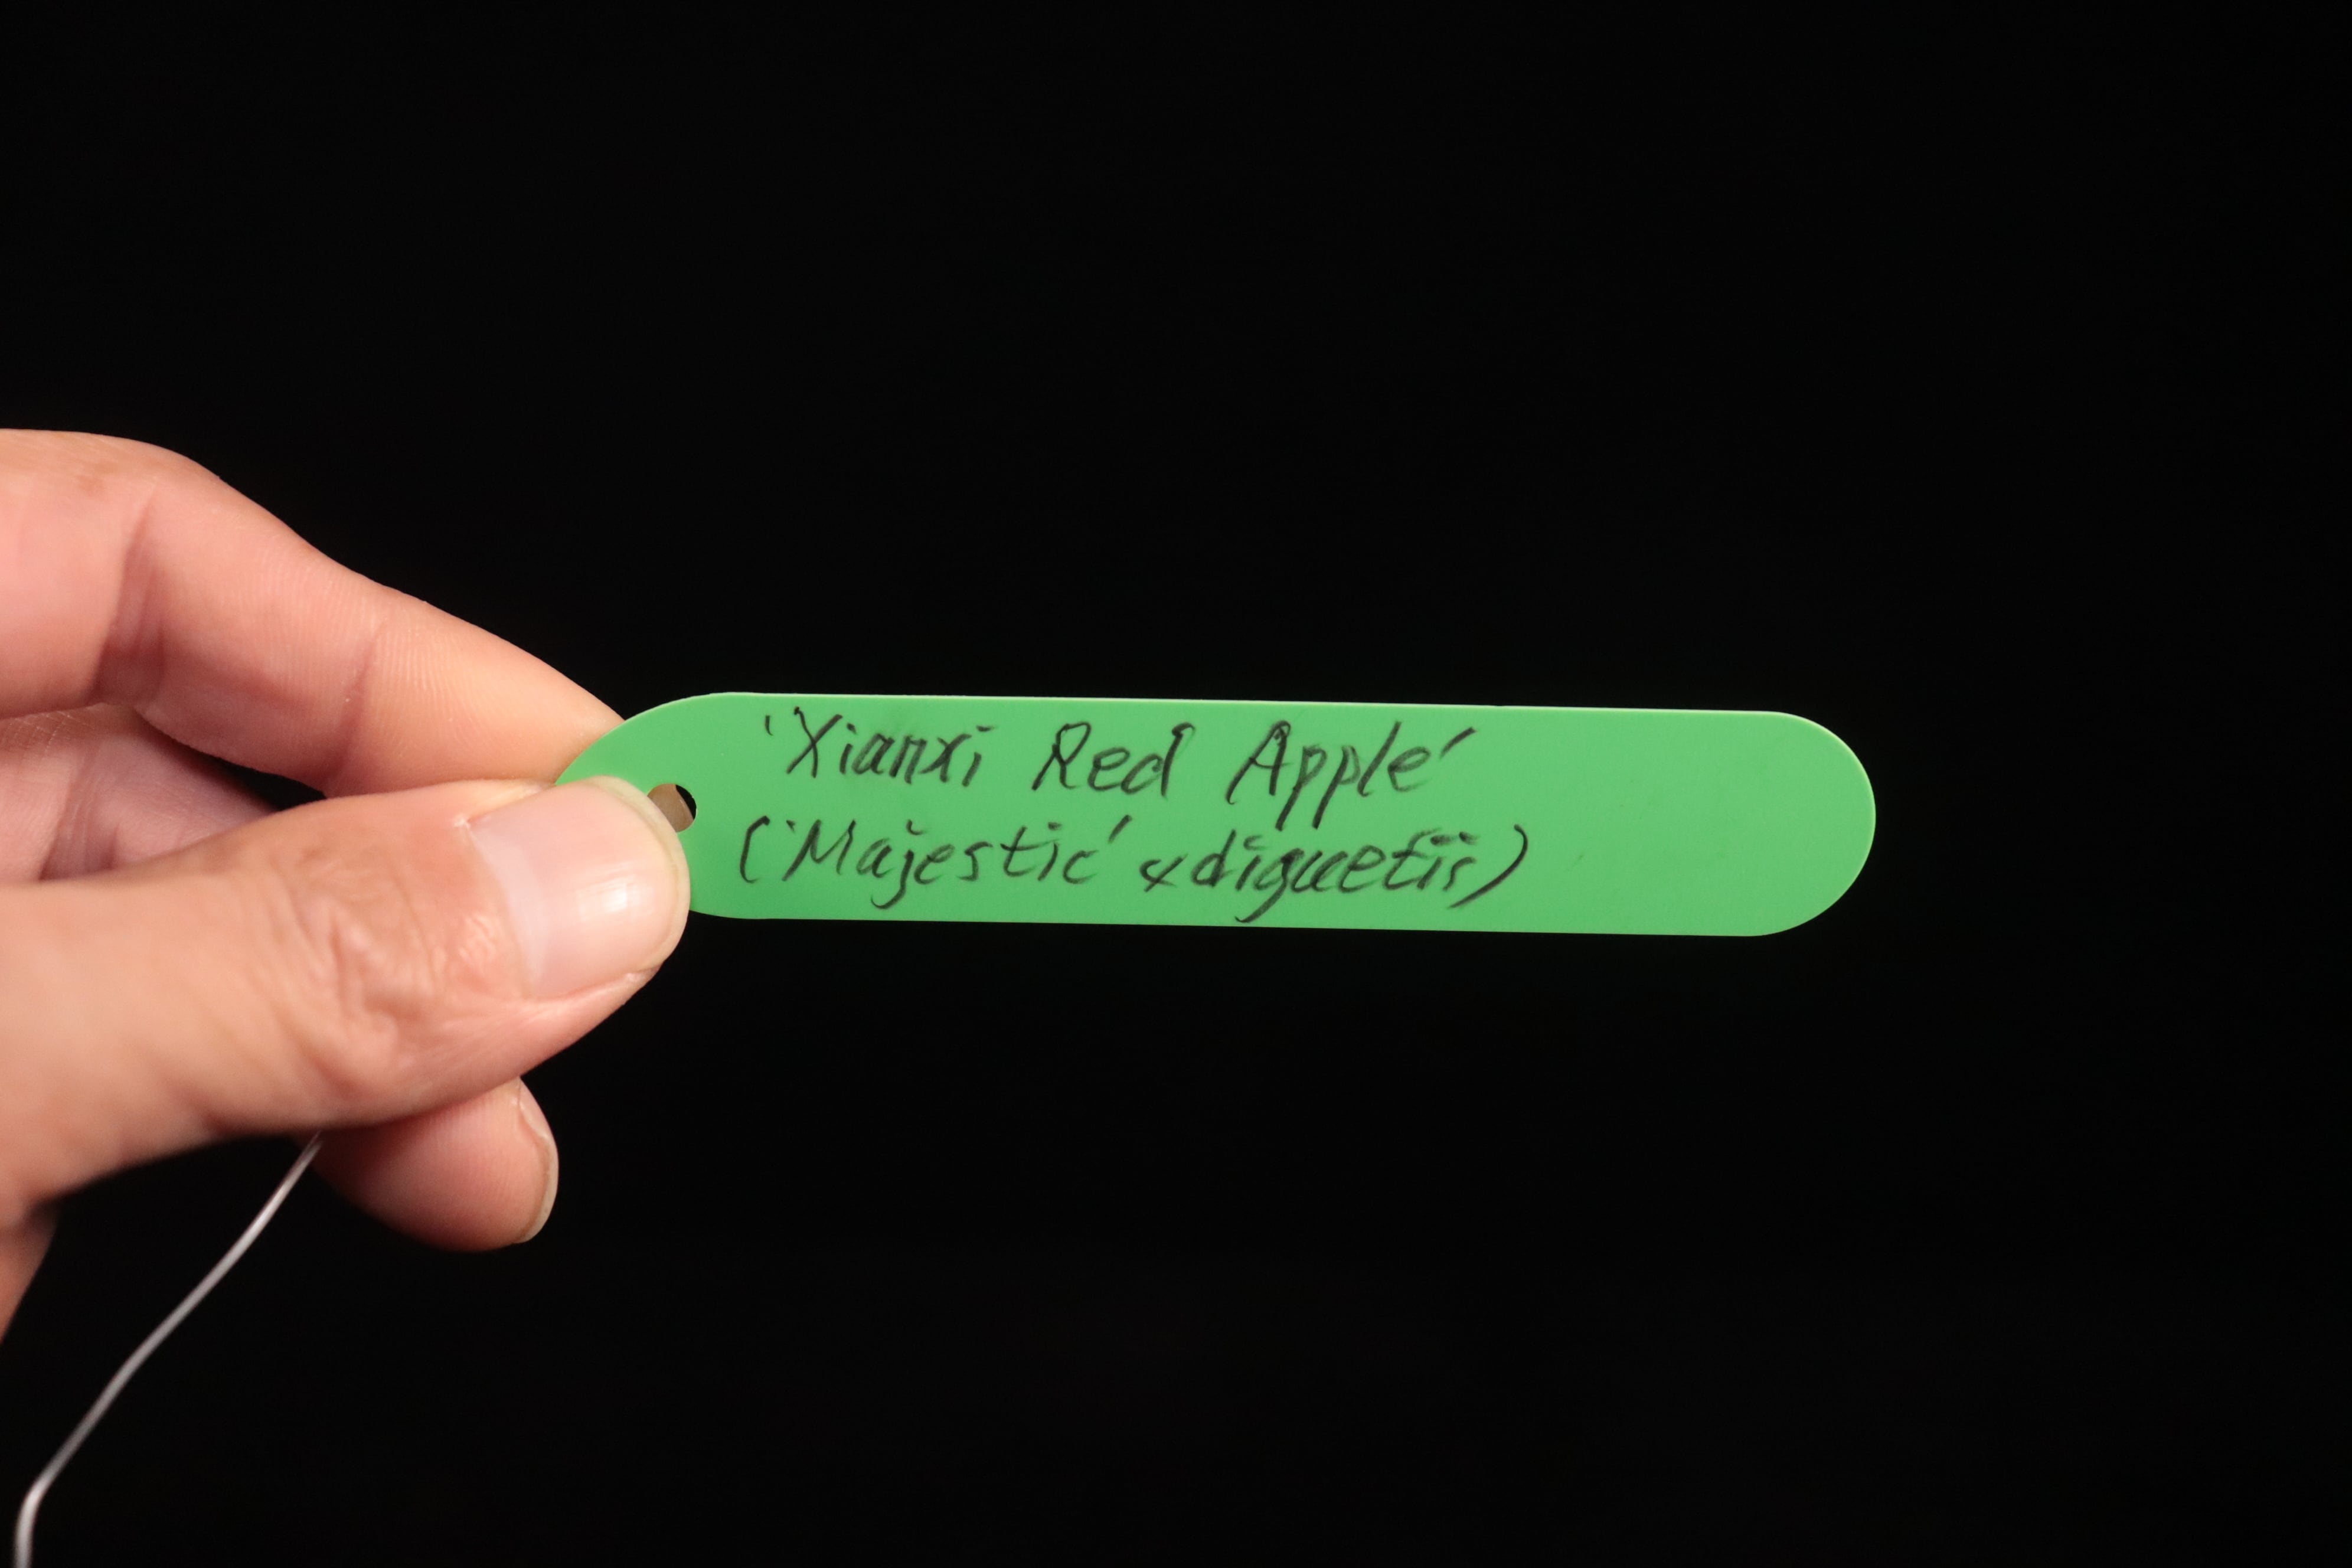 'Xianxi Red Apple'
('Majestic' x diguetii)